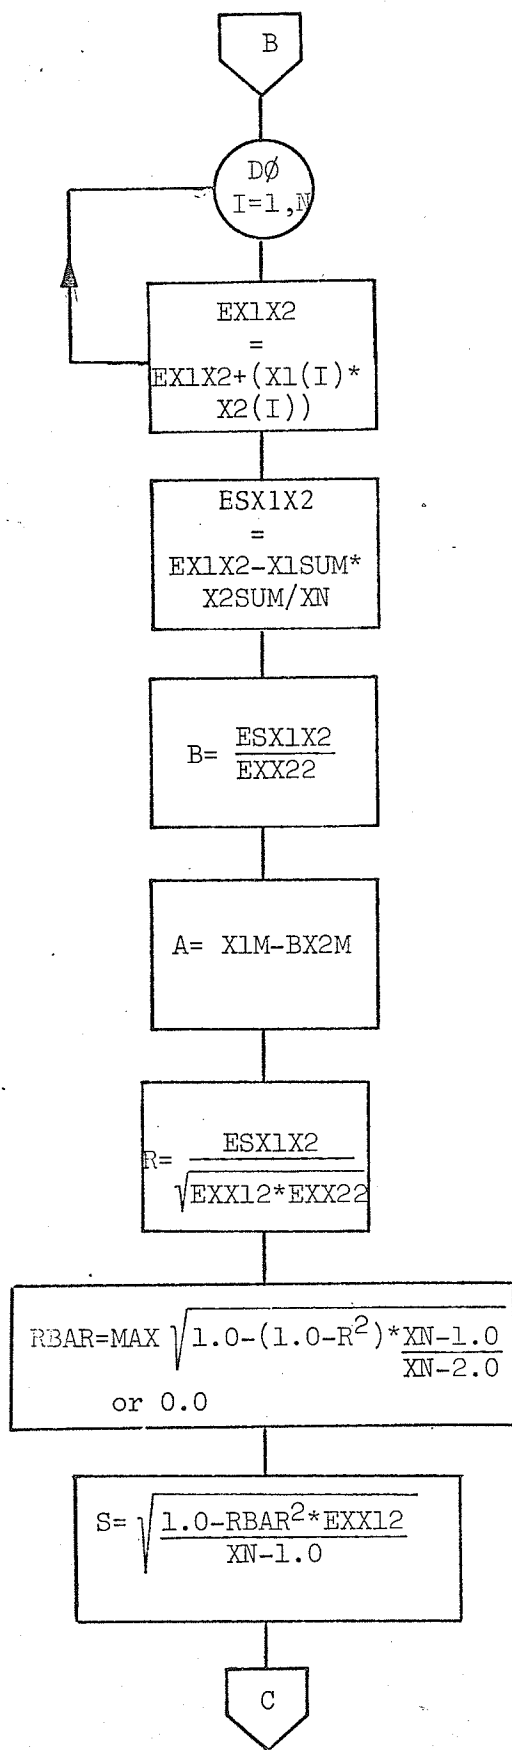 B
DØ
I=1,N
EX1X2
=
EX1X2+(X1(I)*
X2(I))
ESX1X2
=
EX1X2-X1SUM*
X2SUM/XN
B= ESX1X2
EXX22
A= X1M-BX2M
R= ESX1X2
√EXX12*EXX22
RBAR=MAX √1.0-(1.0-R²)*XN-1.0
XN-2.0
or 0.0
S= √1.0-RBAR²*EXX12
XN-1.0
C